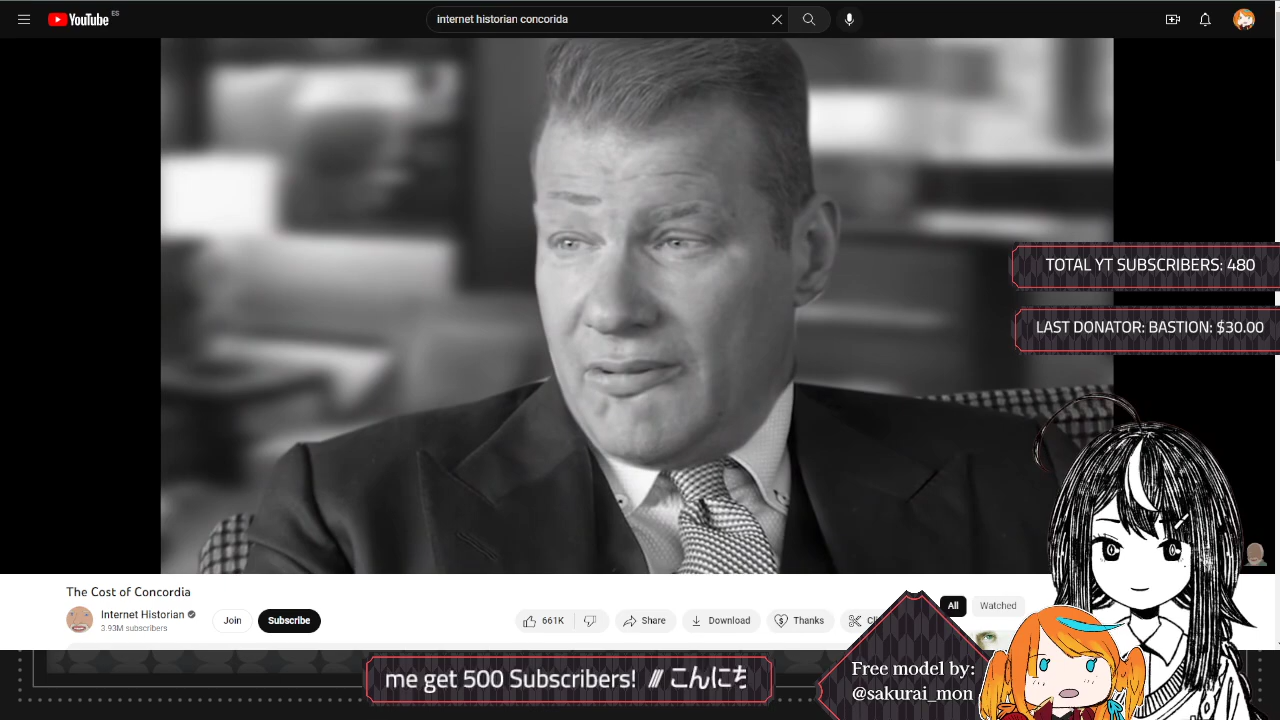 YouTube ES
internet historian concorida
TOTAL YT SUBSCRIBERS: 480
LAST DONATOR: BASTION: $30.00
The Cost of Concordia
Internet Historian
3.93M subscribers
Join
Subscribe
661K
Share
Download
Thanks
All
Watched
me get 500 Subscribers! /// こんにち
Free model by:
@sakurai_mon